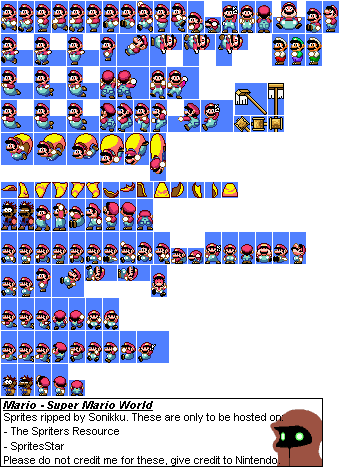 Mario - Super Mario World
Sprites ripped by Sonikku. These are only to be hosted on:
- The Spriters Resource
- SpritesStar
Please do not credit me for these, give credit to Nintendo